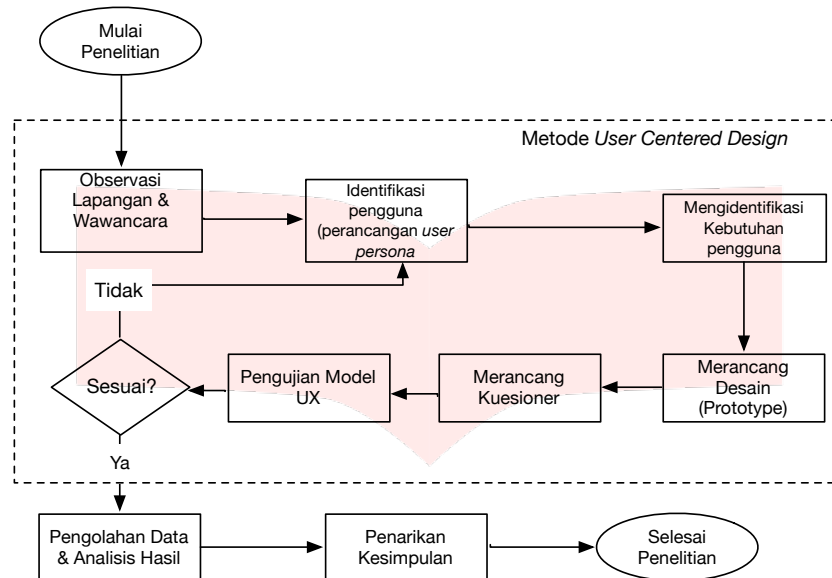 Mulai
Penelitian
Metode User Centered Design
Observasi
Lapangan &
Wawancara
Identifikasi
pengguna
(perancangan user
persona
Mengidentifikasi
Kebutuhan
pengguna
Tidak
Sesuai?
Pengujian Model
UX
Merancang
Kuesioner
Merancang
Desain
(Prototype)
Ya
Pengolahan Data
& Analisis Hasil
Penarikan
Kesimpulan
Selesai
Penelitian